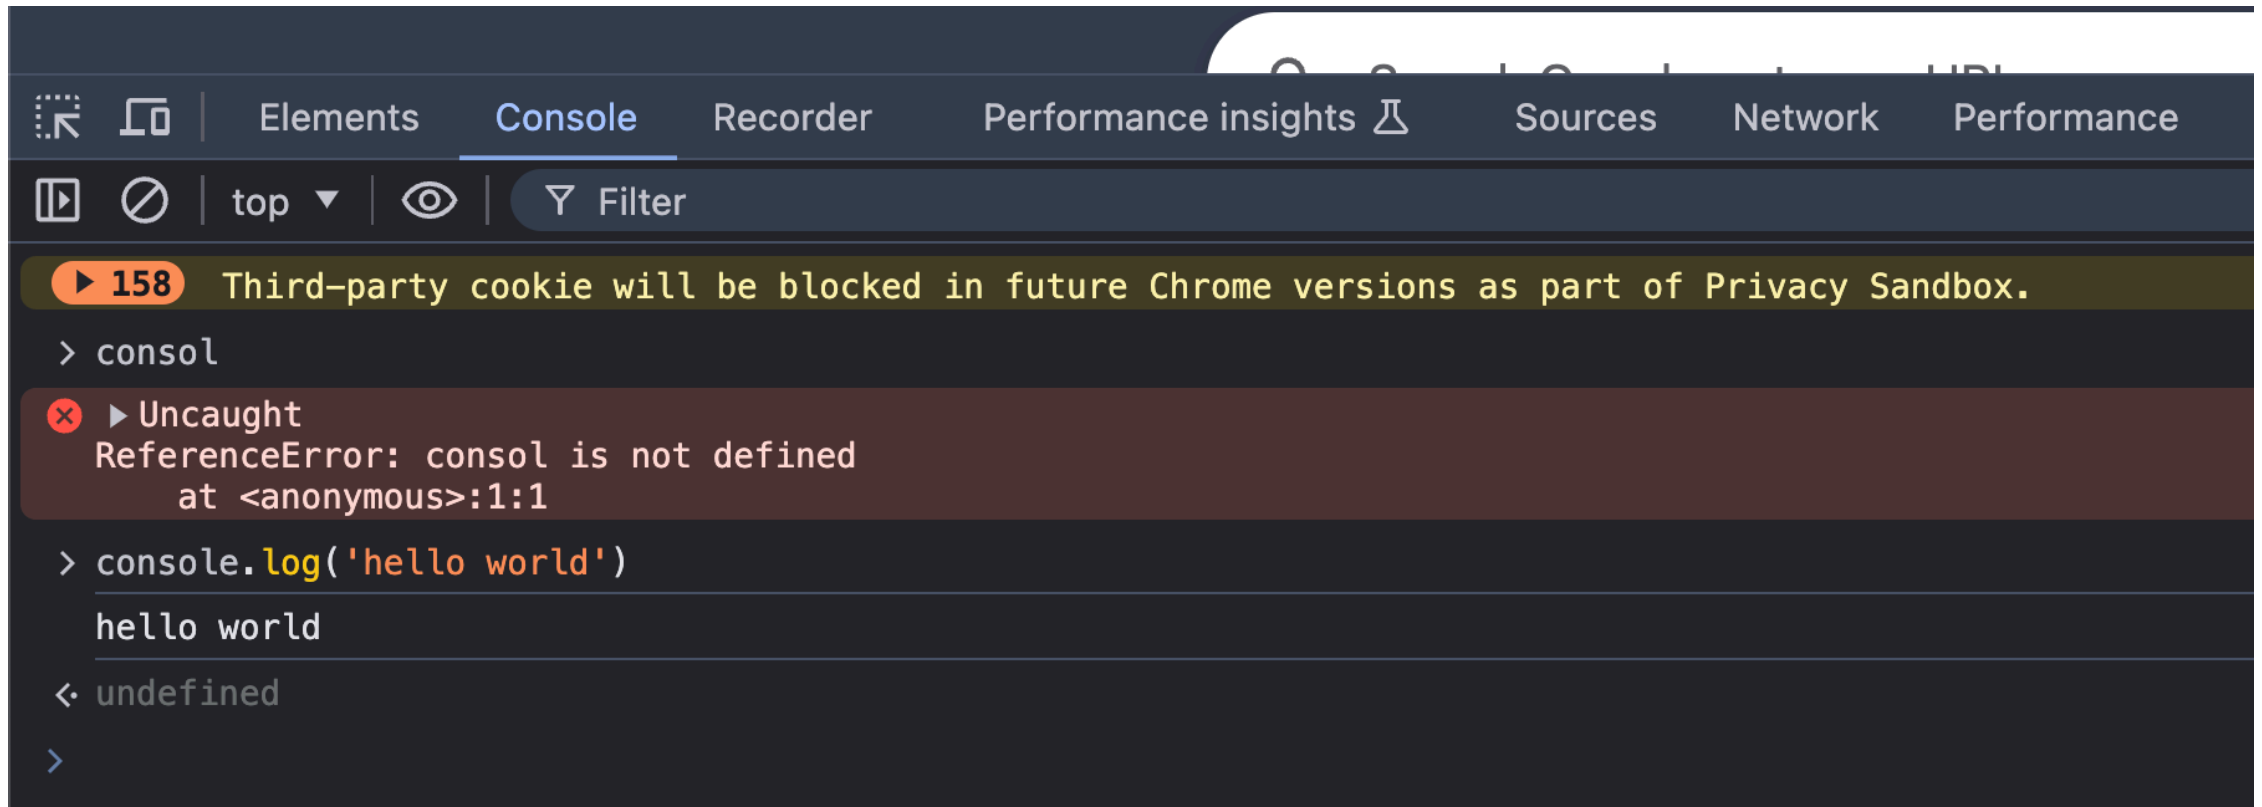 Elements Console Recorder Performance insights Sources Network Performance
top Filter
158 Third-party cookie will be blocked in future Chrome versions as part of Privacy Sandbox.
> consol
Uncaught
ReferenceError: consol is not defined
at <anonymous>:1:1
> console.log('hello world')
hello world
undefined
>